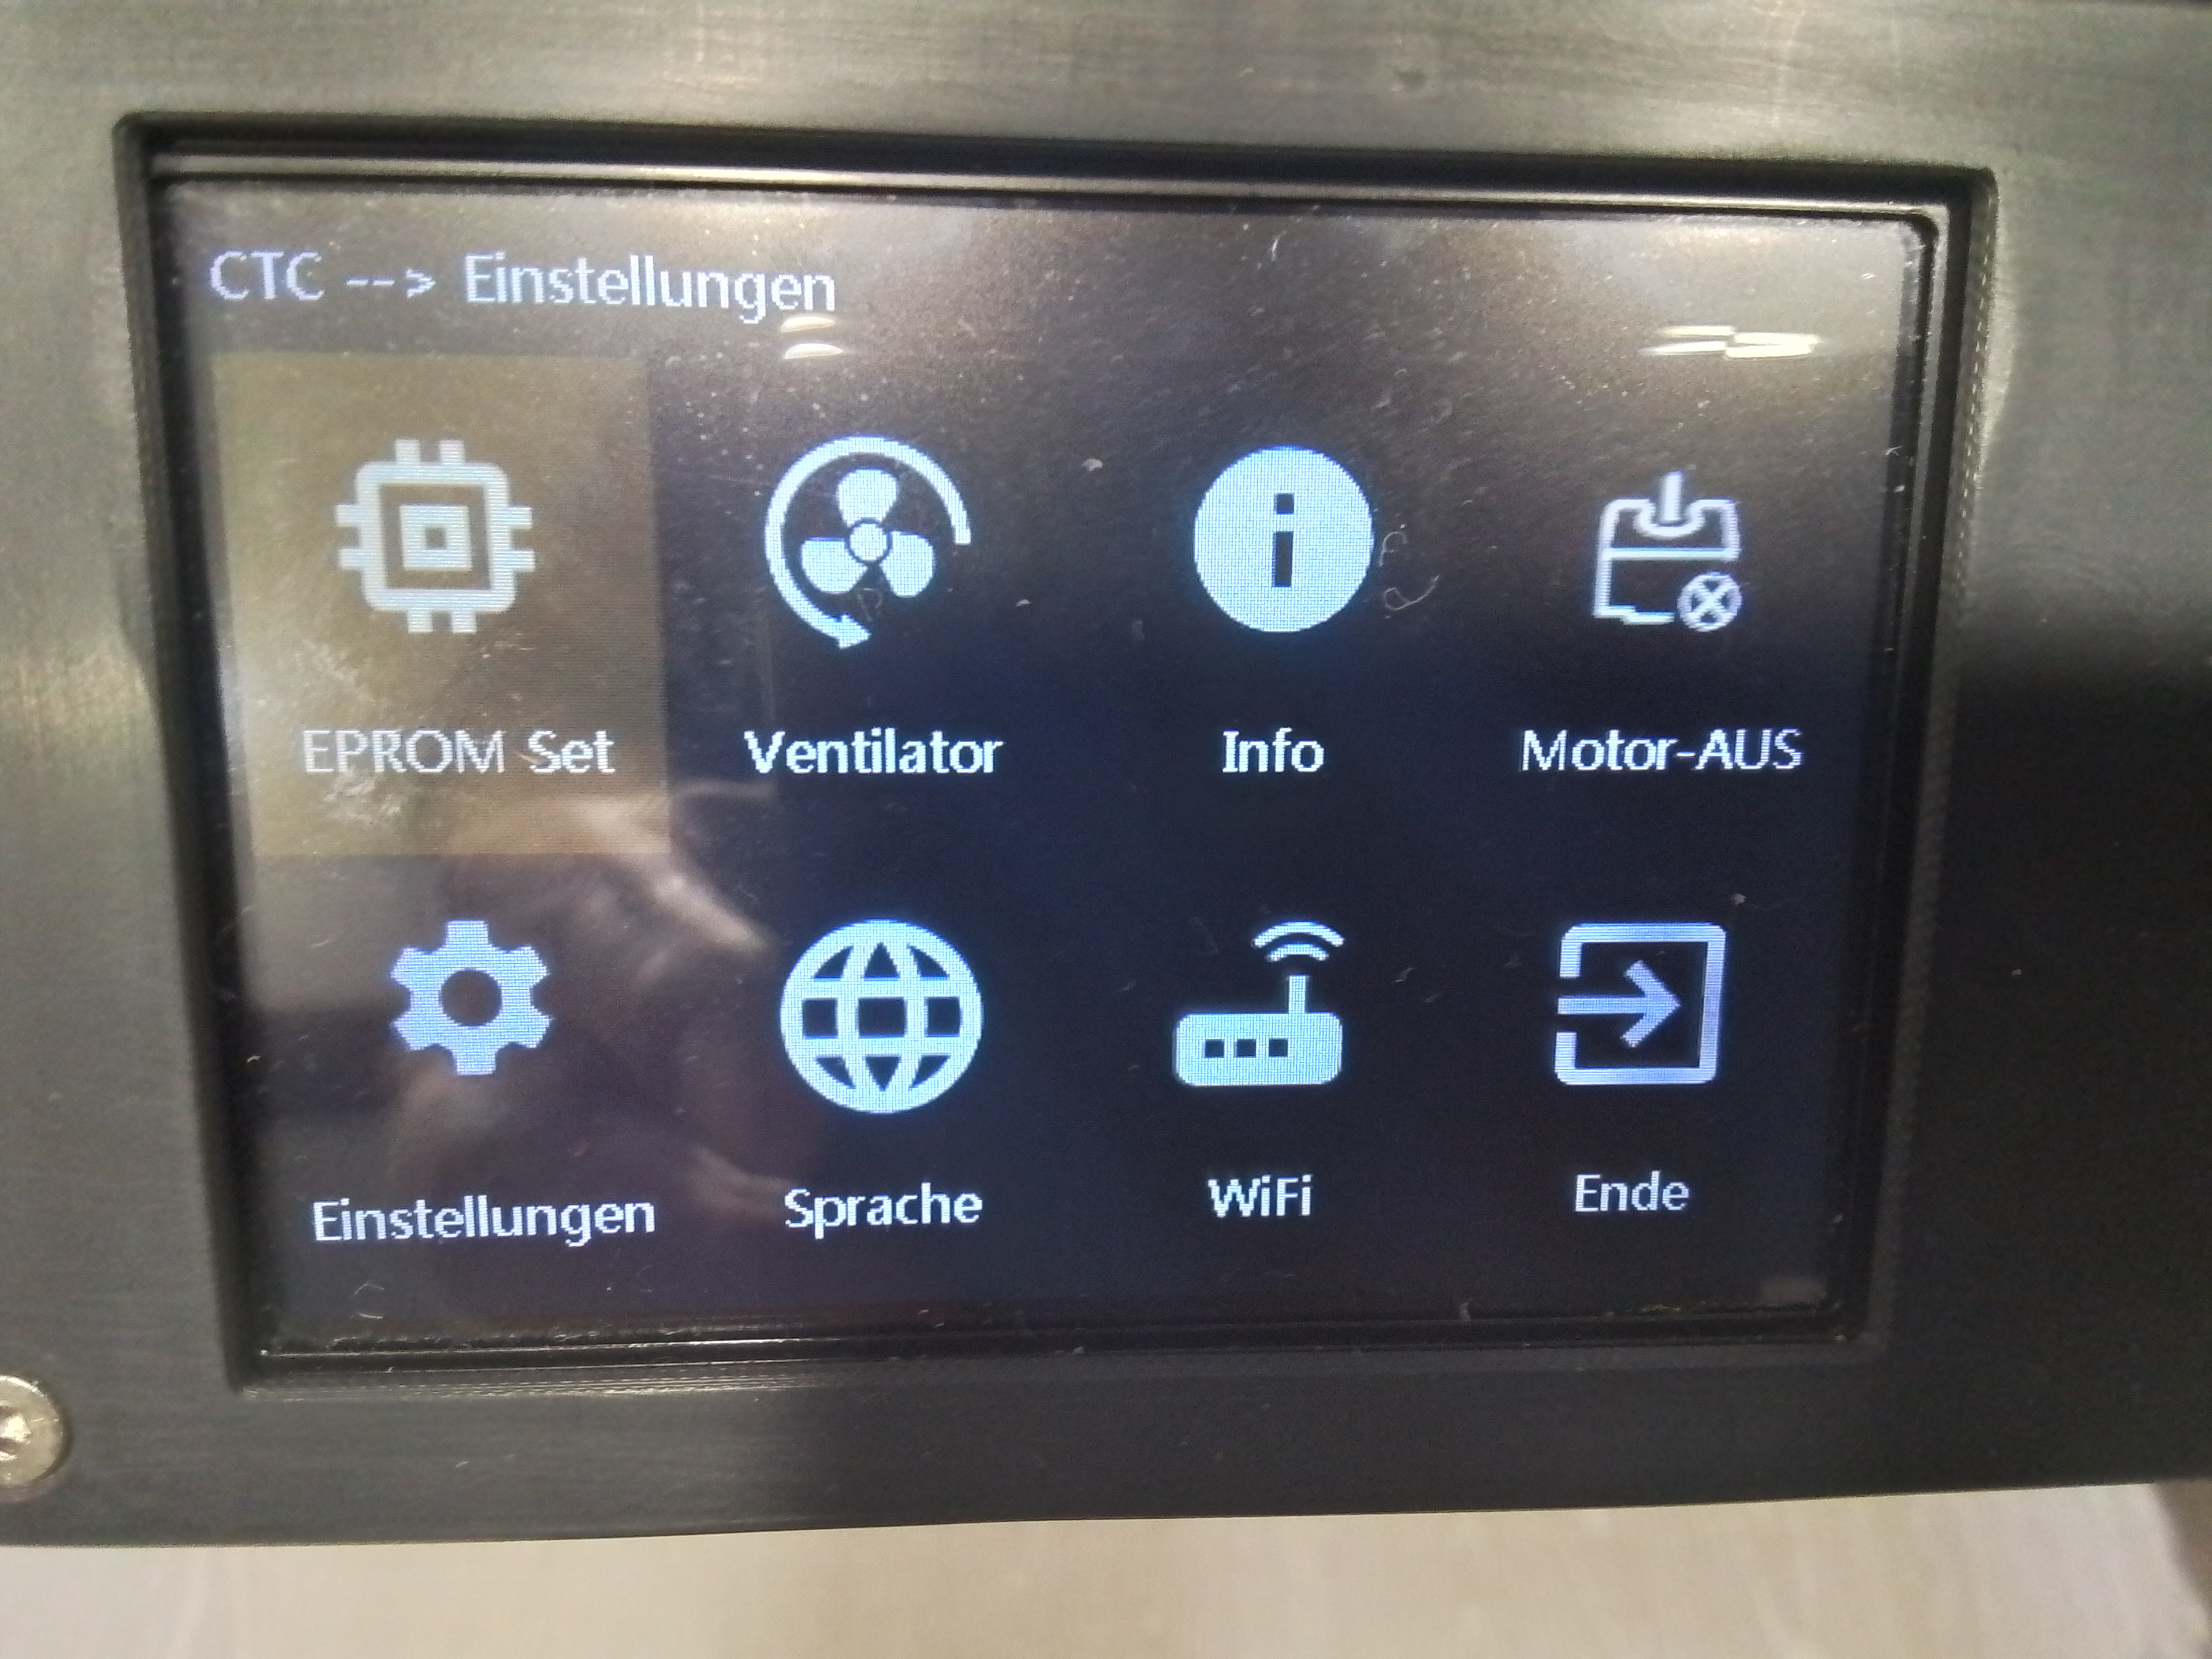 CTC --> Einstellungen
EPROM Set
Ventilator
Info
Motor-AUS
Einstellungen
Sprache
WiFi
Ende